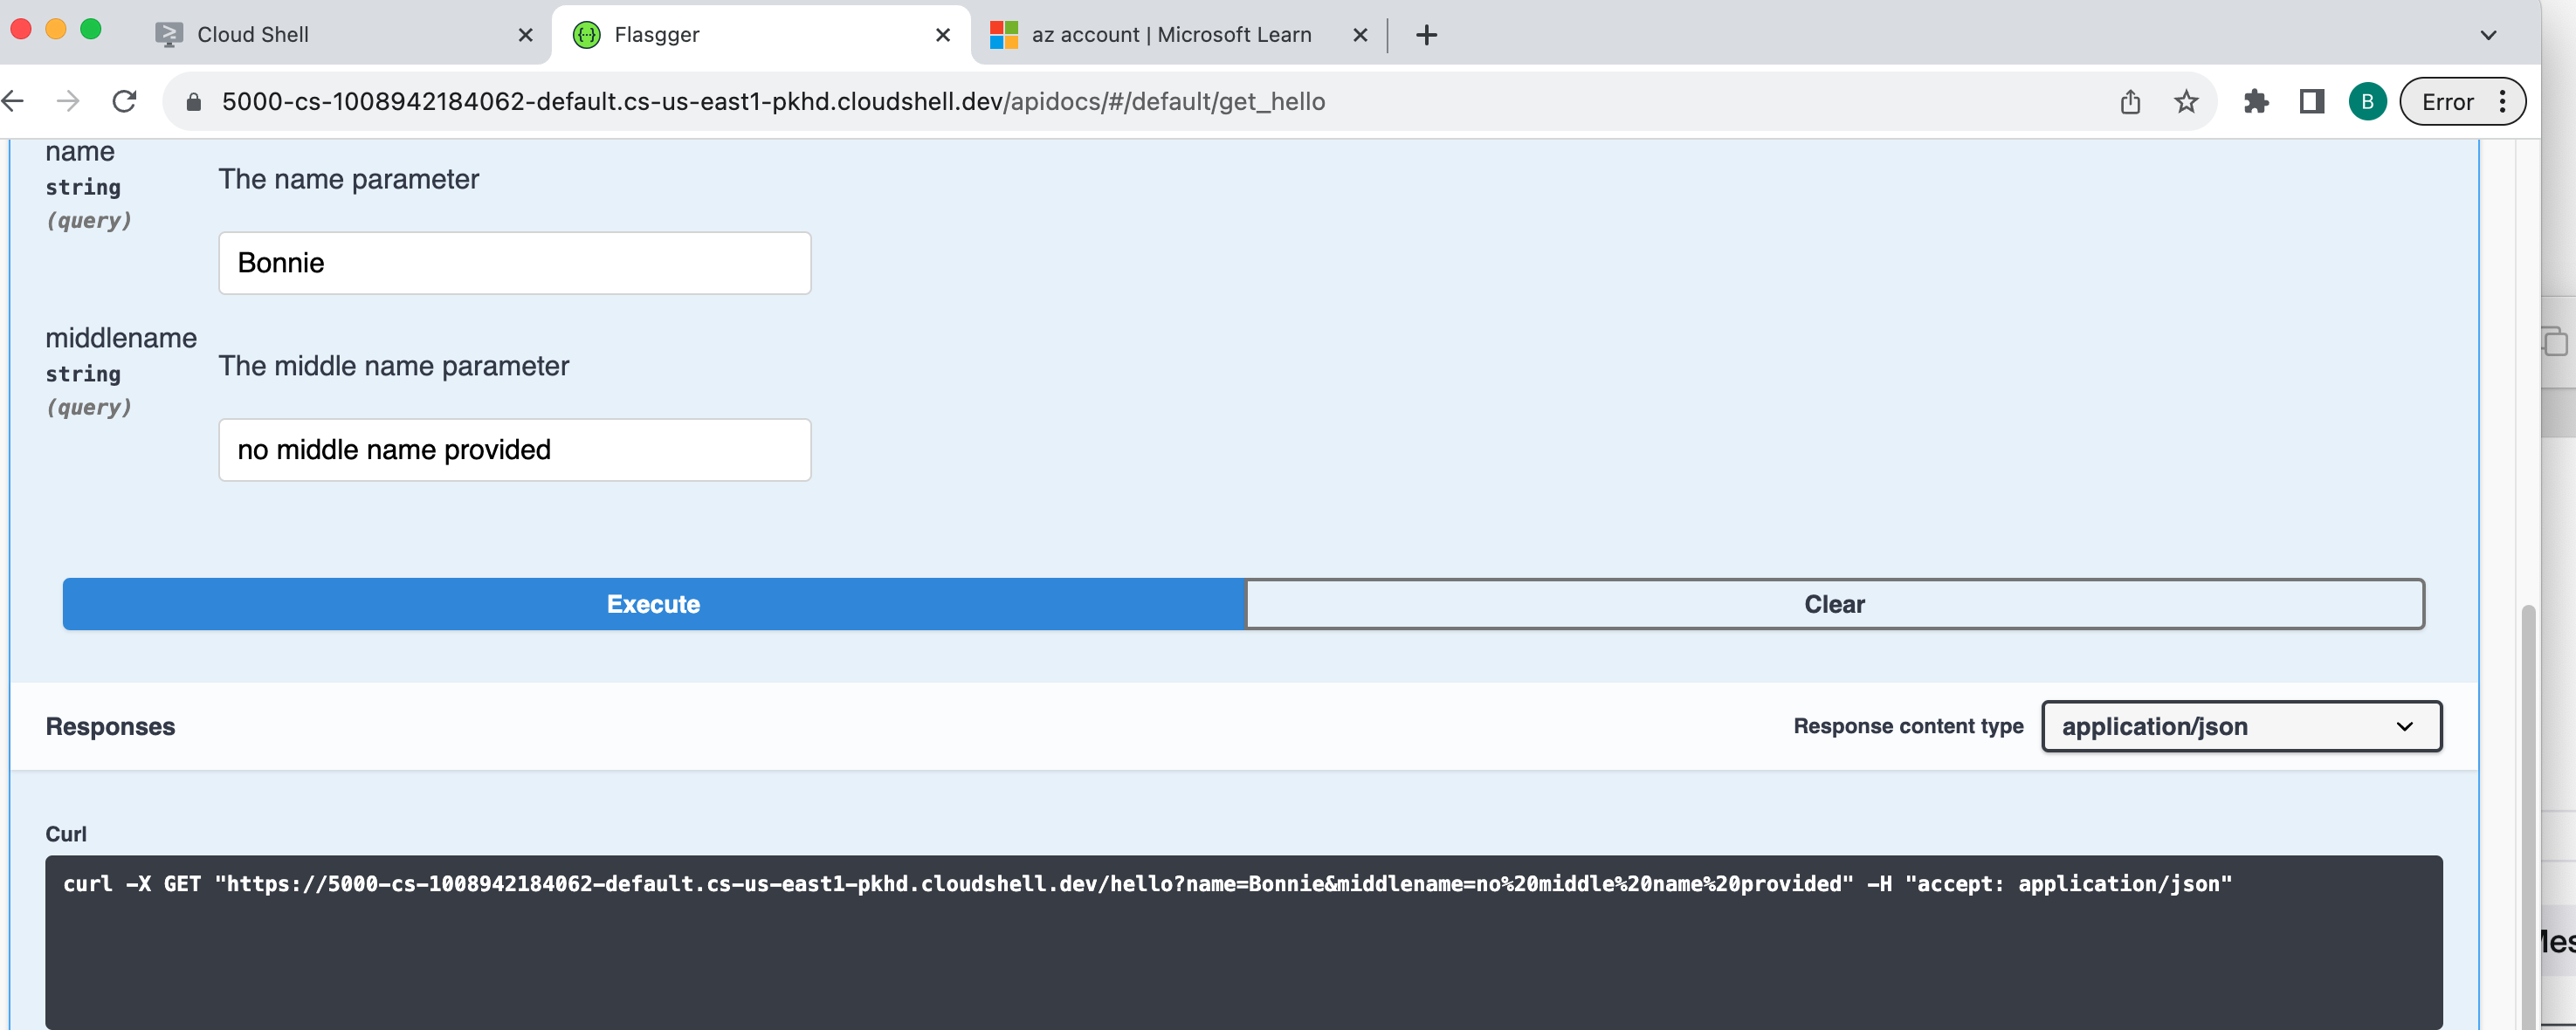 Cloud Shell
Flasgger
az account | Microsoft Learn
5000-cs-1008942184062-default.cs-us-east1-pkhd.cloudshell.dev/apidocs/#/default/get_hello
B
Error
name
string
(query)
The name parameter
Bonnie
middlename
string
(query)
The middle name parameter
no middle name provided
Execute
Clear
Responses
Response content type
application/json
Curl
curl -X GET "https://5000-cs-1008942184062-default.cs-us-east1-pkhd.cloudshell.dev/hello?name=Bonnie&middlename=no%20middle%20name%20provided" -H "accept: application/json"